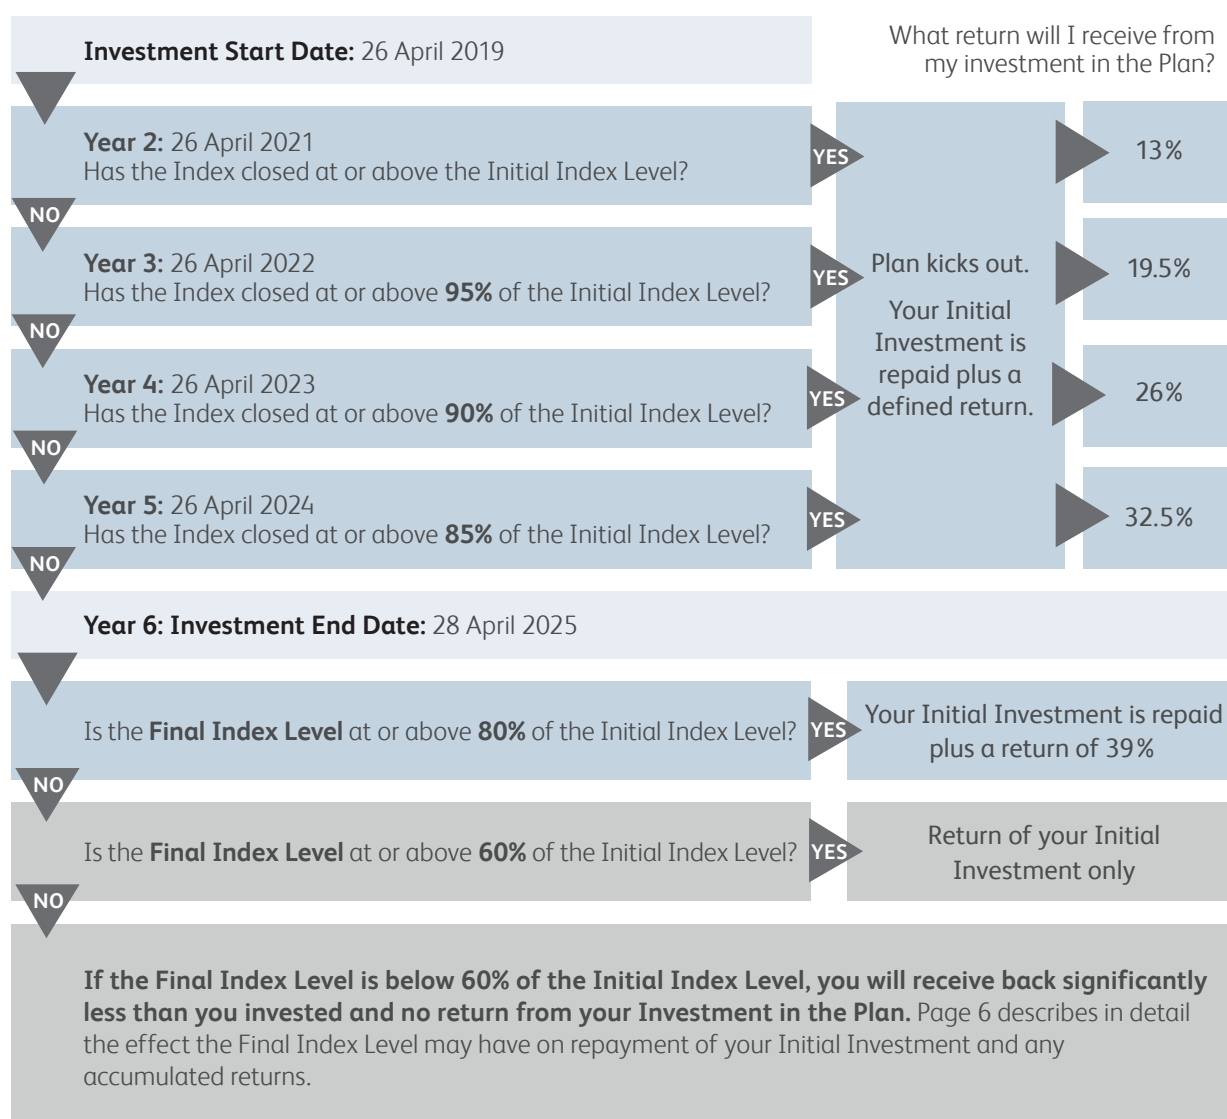 Investment Start Date: 26 April 2019
What return will I receive from
my investment in the Plan?
Year 2: 26 April 2021
Has the Index closed at or above the Initial Index Level?
YES
13%
NO
Year 3: 26 April 2022
Has the Index closed at or above 95% of the Initial Index Level?
YES
Plan kicks out.
Your Initial
Investment is
repaid plus a
defined return.
19.5%
NO
Year 4: 26 April 2023
Has the Index closed at or above 90% of the Initial Index Level?
YES
26%
NO
Year 5: 26 April 2024
Has the Index closed at or above 85% of the Initial Index Level?
YES
32.5%
NO
Year 6: Investment End Date: 28 April 2025
Is the Final Index Level at or above 80% of the Initial Index Level?
YES
Your Initial Investment is repaid
plus a return of 39%
NO
Is the Final Index Level at or above 60% of the Initial Index Level?
YES
Return of your Initial
Investment only
NO
If the Final Index Level is below 60% of the Initial Index Level, you will receive back significantly
less than you invested and no return from your Investment in the Plan. Page 6 describes in detail
the effect the Final Index Level may have on repayment of your Initial Investment and any
accumulated returns.